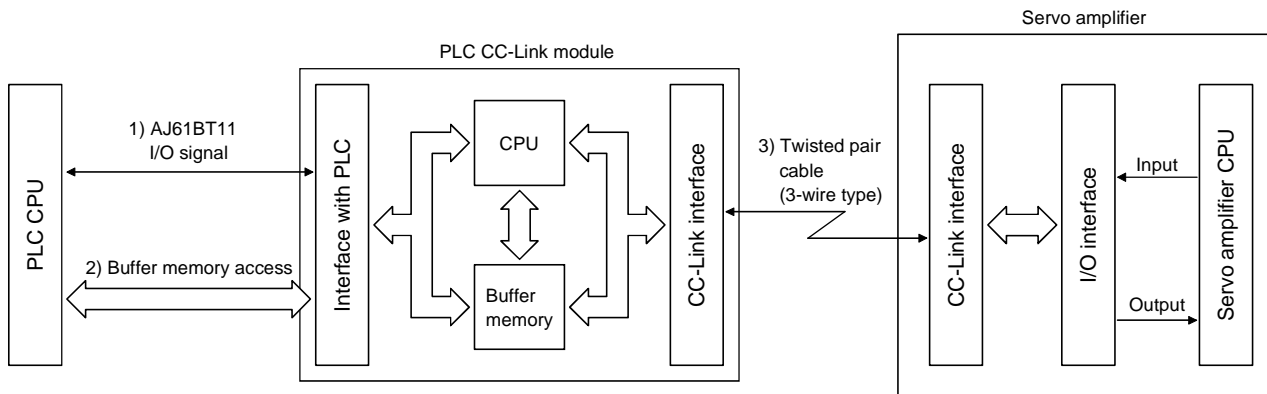 Servo amplifier
PLC CC-Link module
PLC CPU
1) AJ61BT11
I/O signal
2) Buffer memory access
Interface with PLC
CPU
Buffer
memory
CC-Link interface
3) Twisted pair
cable
(3-wire type)
CC-Link interface
I/O interface
Input
Output
Servo amplifier CPU